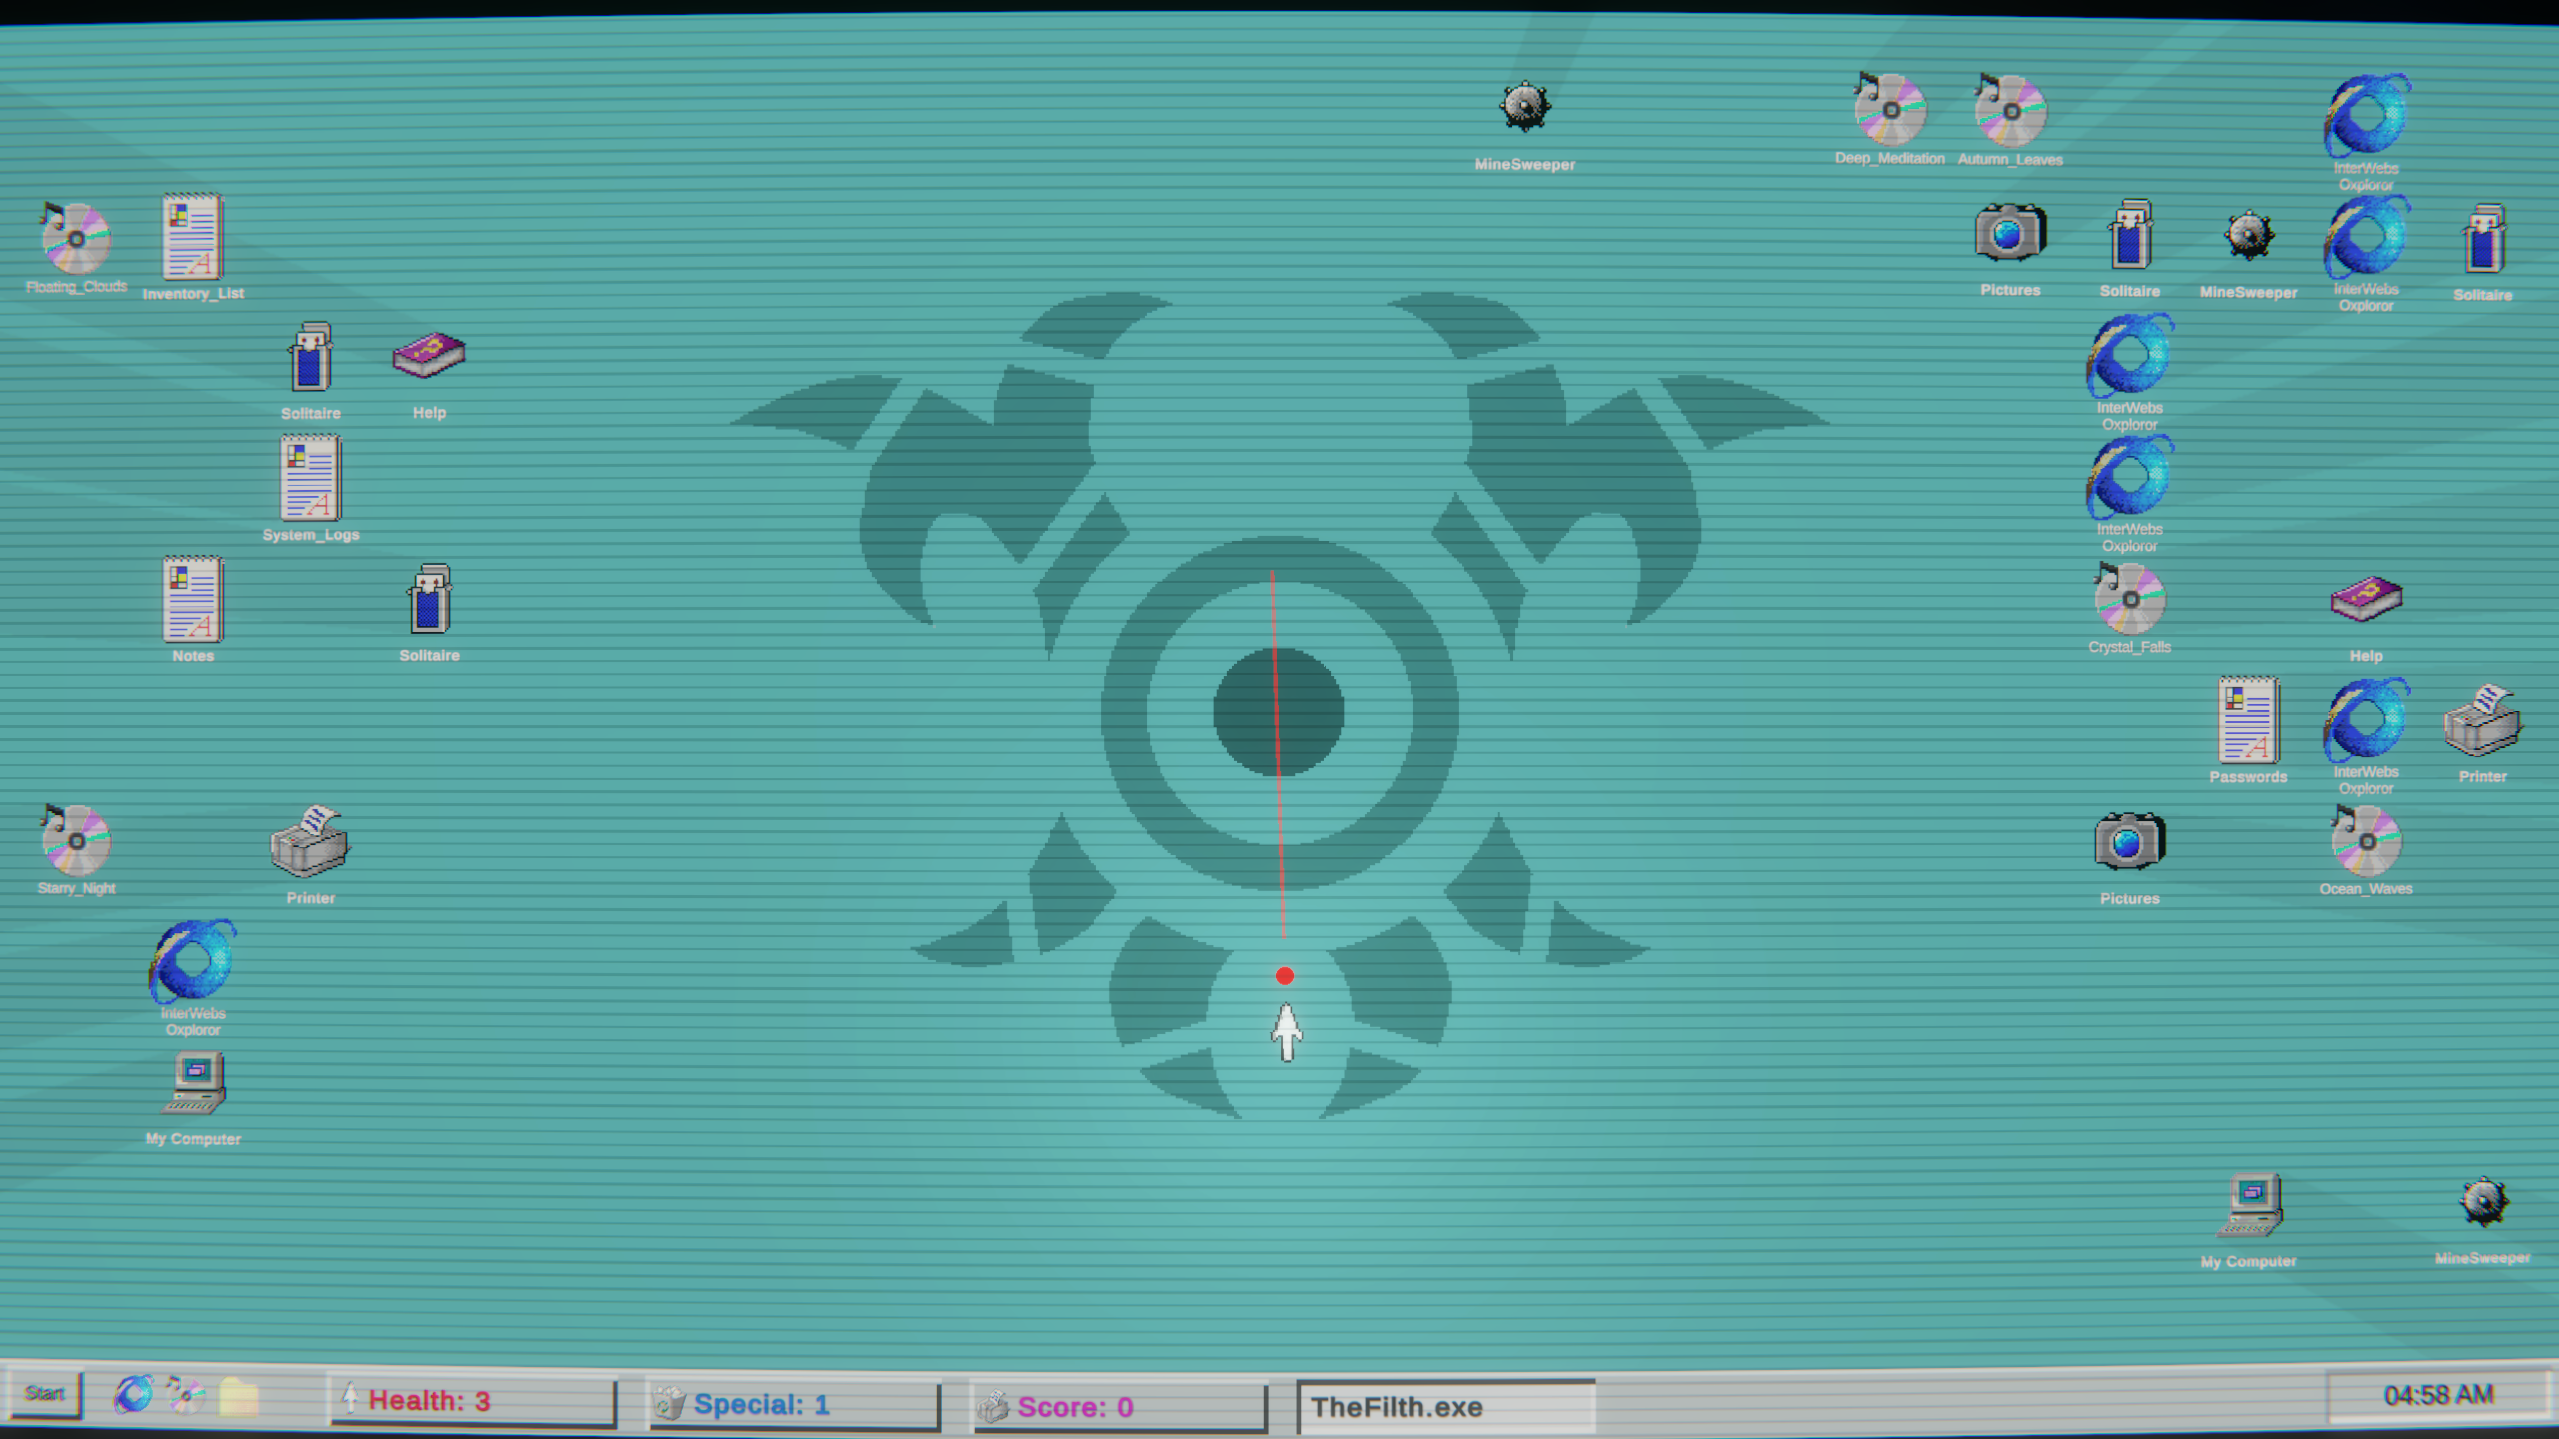 MineSweeper
Deep_Meditation
Autumn_Leaves
InterWebs
Oxploror
Floating_Clouds
Inventory_List
Pictures
Solitaire
MineSweeper
InterWebs
Oxploror
Solitaire
Solitaire
Help
InterWebs
Oxploror
System_Logs
InterWebs
Oxploror
Notes
Solitaire
Crystal_Falls
Help
Passwords
InterWebs
Oxploror
Printer
Starry_Night
Printer
Pictures
Ocean_Waves
InterWebs
Oxploror
My Computer
My Computer
MineSweeper
Start
Health: 3
Special: 1
Score: 0
TheFilth.exe
04:58 AM